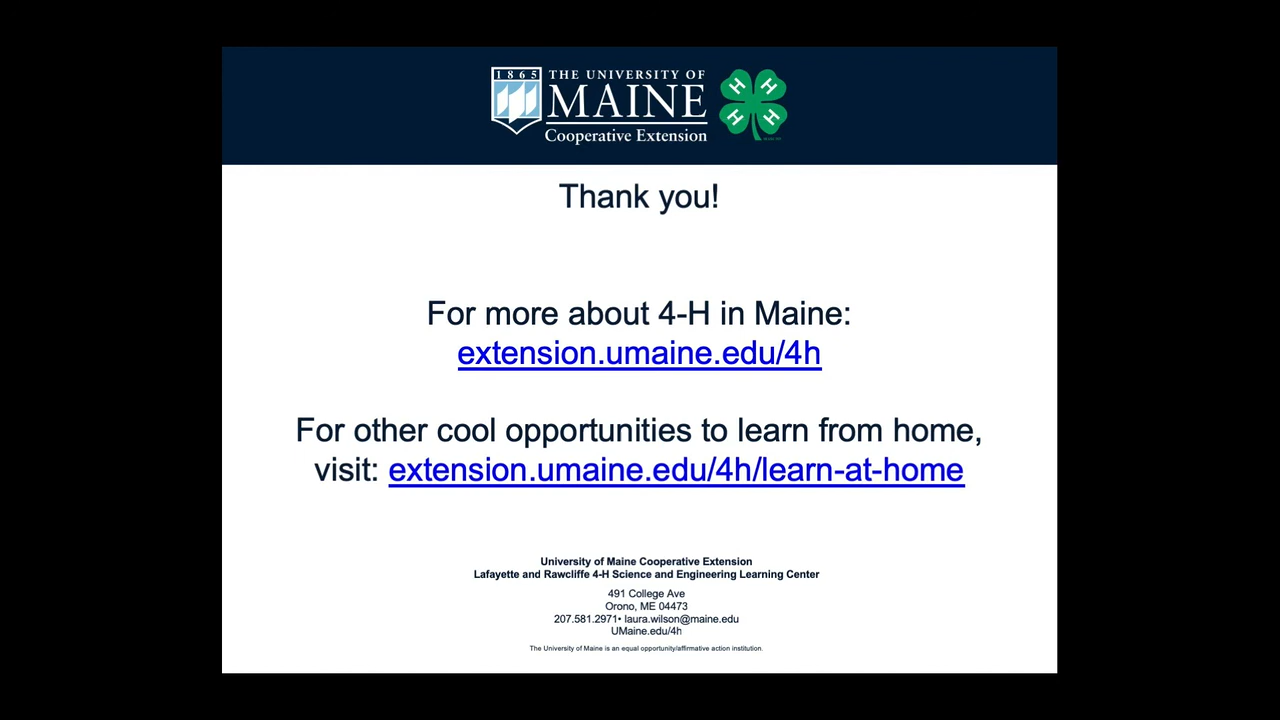 1865
THE UNIVERSITY OF
MAINE
Cooperative Extension
H H
H H
Thank you!
For more about 4-H in Maine:
extension.umaine.edu/4h
For other cool opportunities to learn from home,
visit: extension.umaine.edu/4h/learn-at-home
University of Maine Cooperative Extension
Lafayette and Rawcliffe 4-H Science and Engineering Learning Center
491 College Ave
Orono, ME 04473
207.581.2971• laura.wilson@maine.edu
UMaine.edu/4h
The University of Maine is an equal opportunity/affirmative action institution.